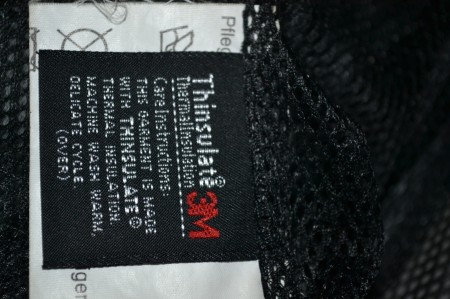 Pfleg
Thinsulate® 3M
Thermal Insulation
Care Instructions:
THIS GARMENT IS MADE
WITH THINSULATE®
THERMAL INSULATION.
MACHINE WASH WARM,
DELICATE CYCLE
(OVER)
gen